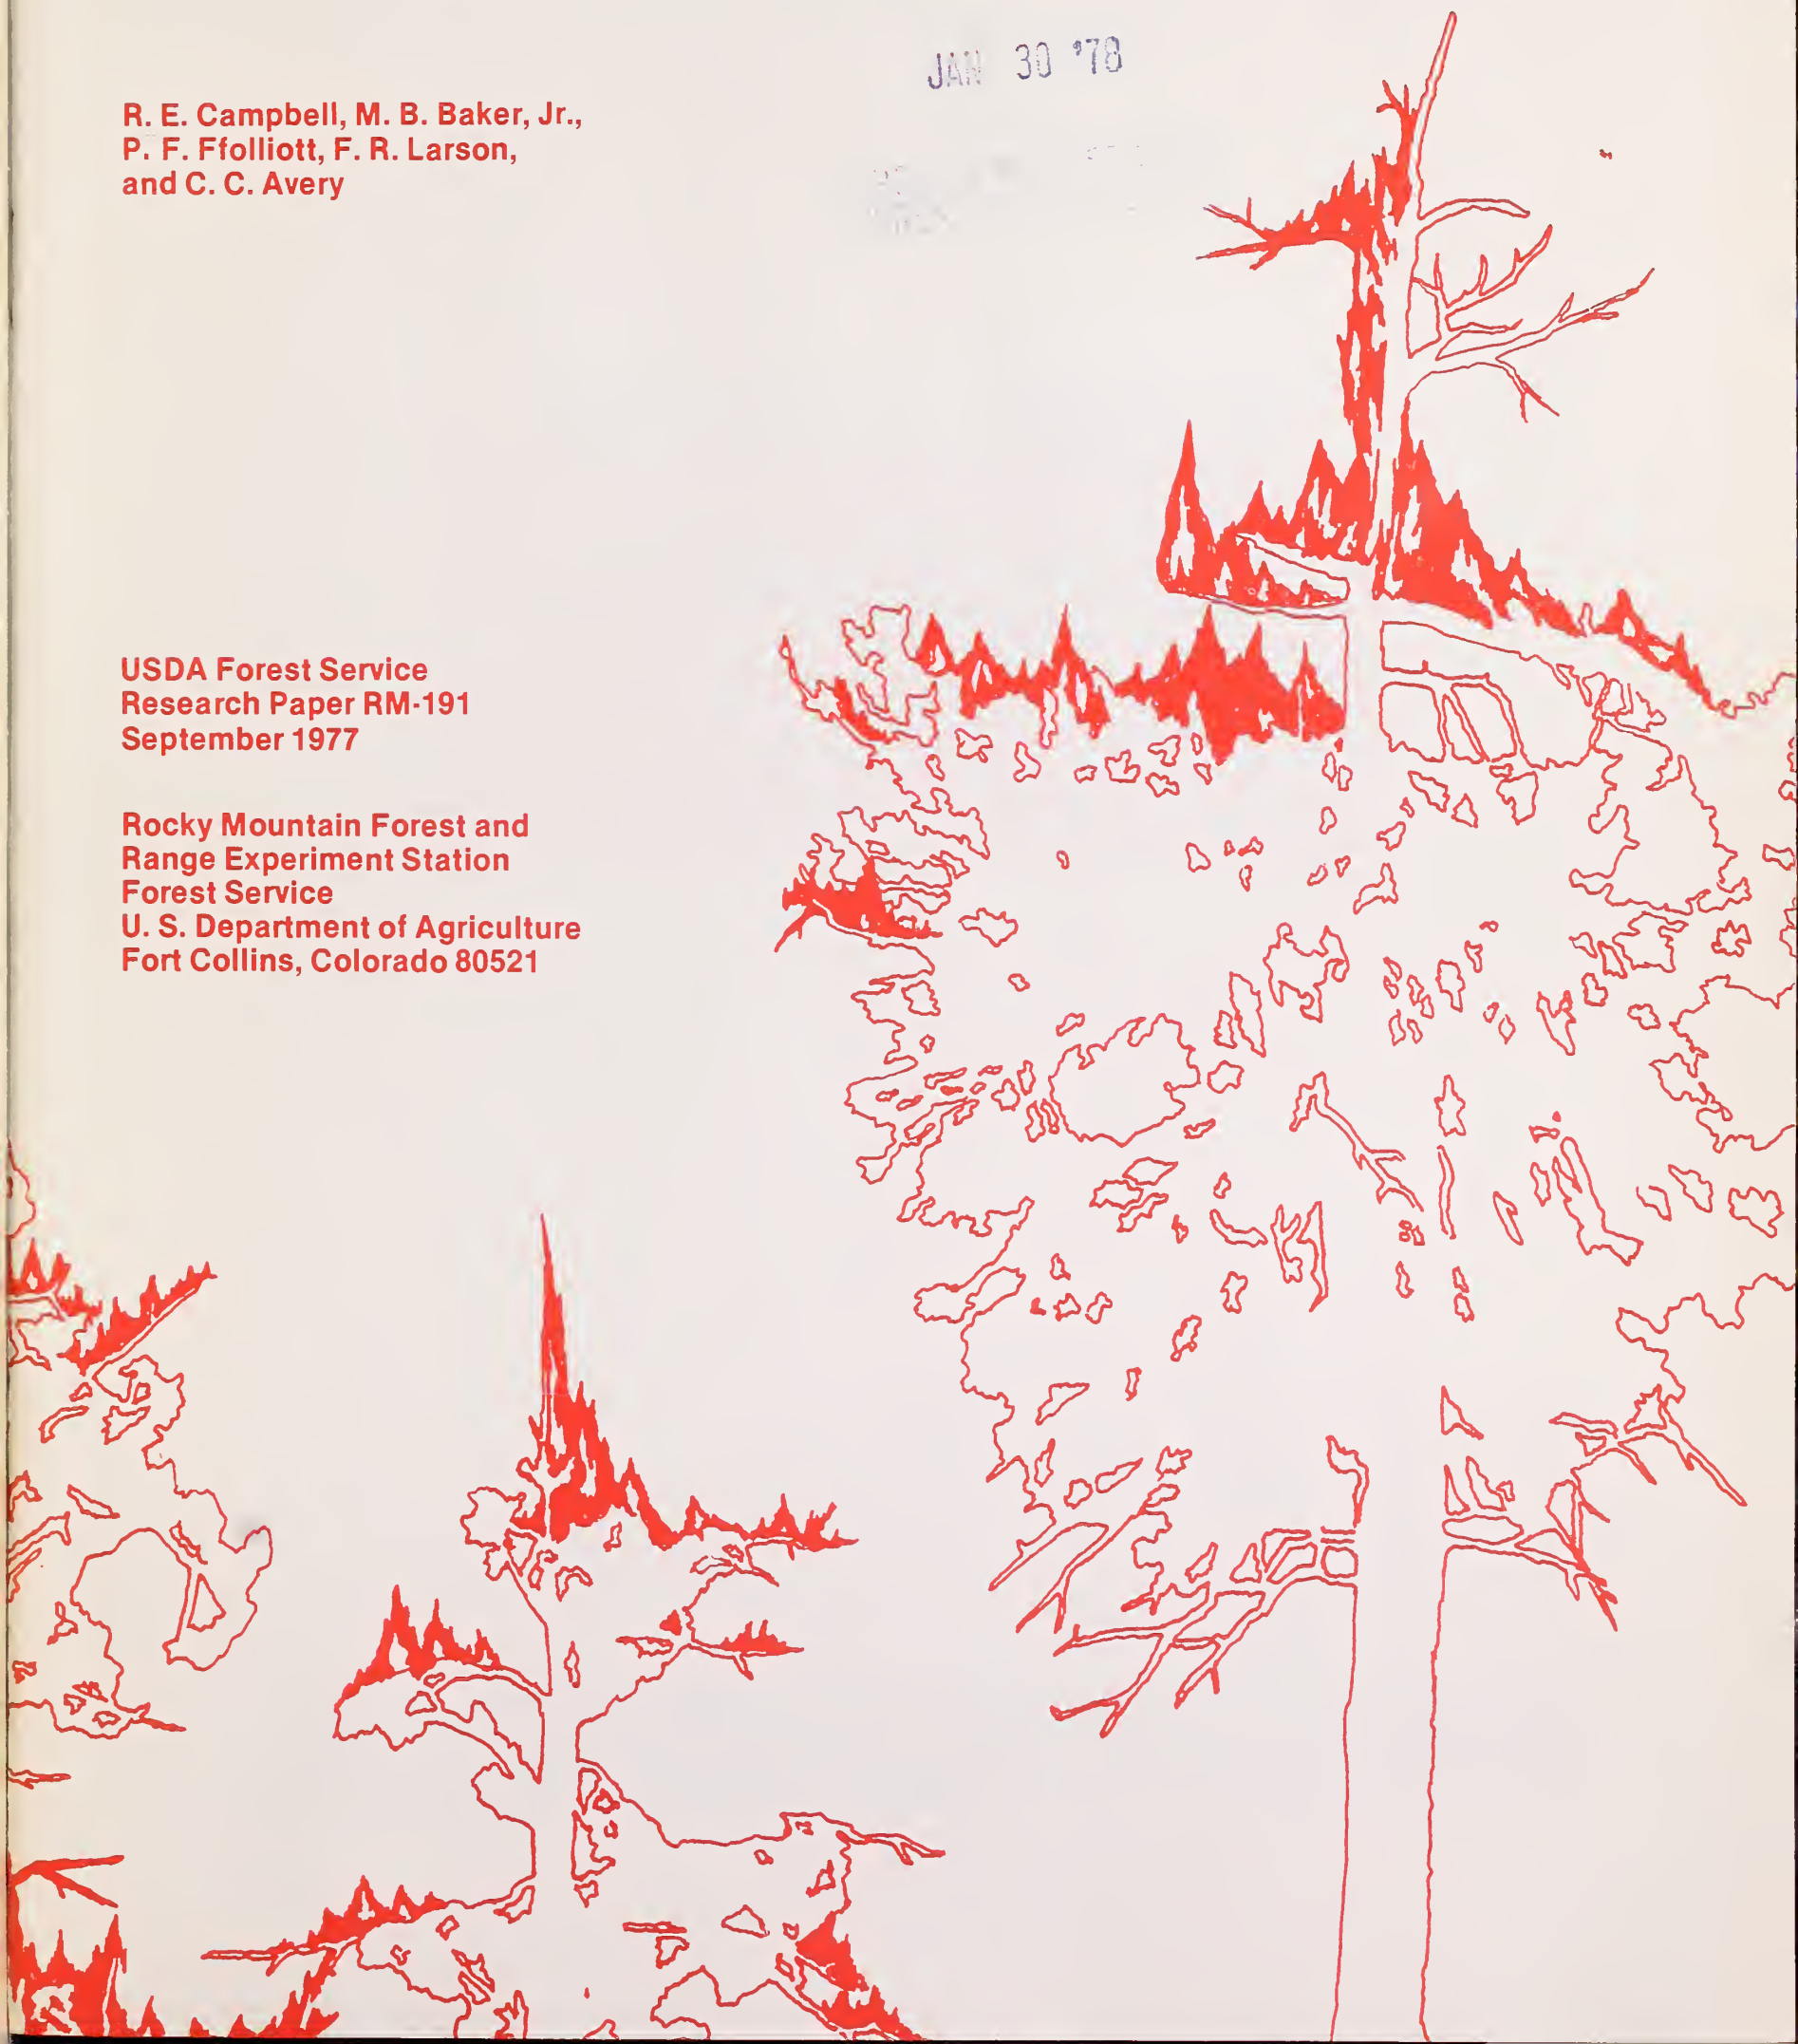 JAN 30 '78
R. E. Campbell, M. B. Baker, Jr.,
P. F. Ffolliott, F. R. Larson,
and C. C. Avery
USDA Forest Service
Research Paper RM-191
September 1977
Rocky Mountain Forest and
Range Experiment Station
Forest Service
U. S. Department of Agriculture
Fort Collins, Colorado 80521